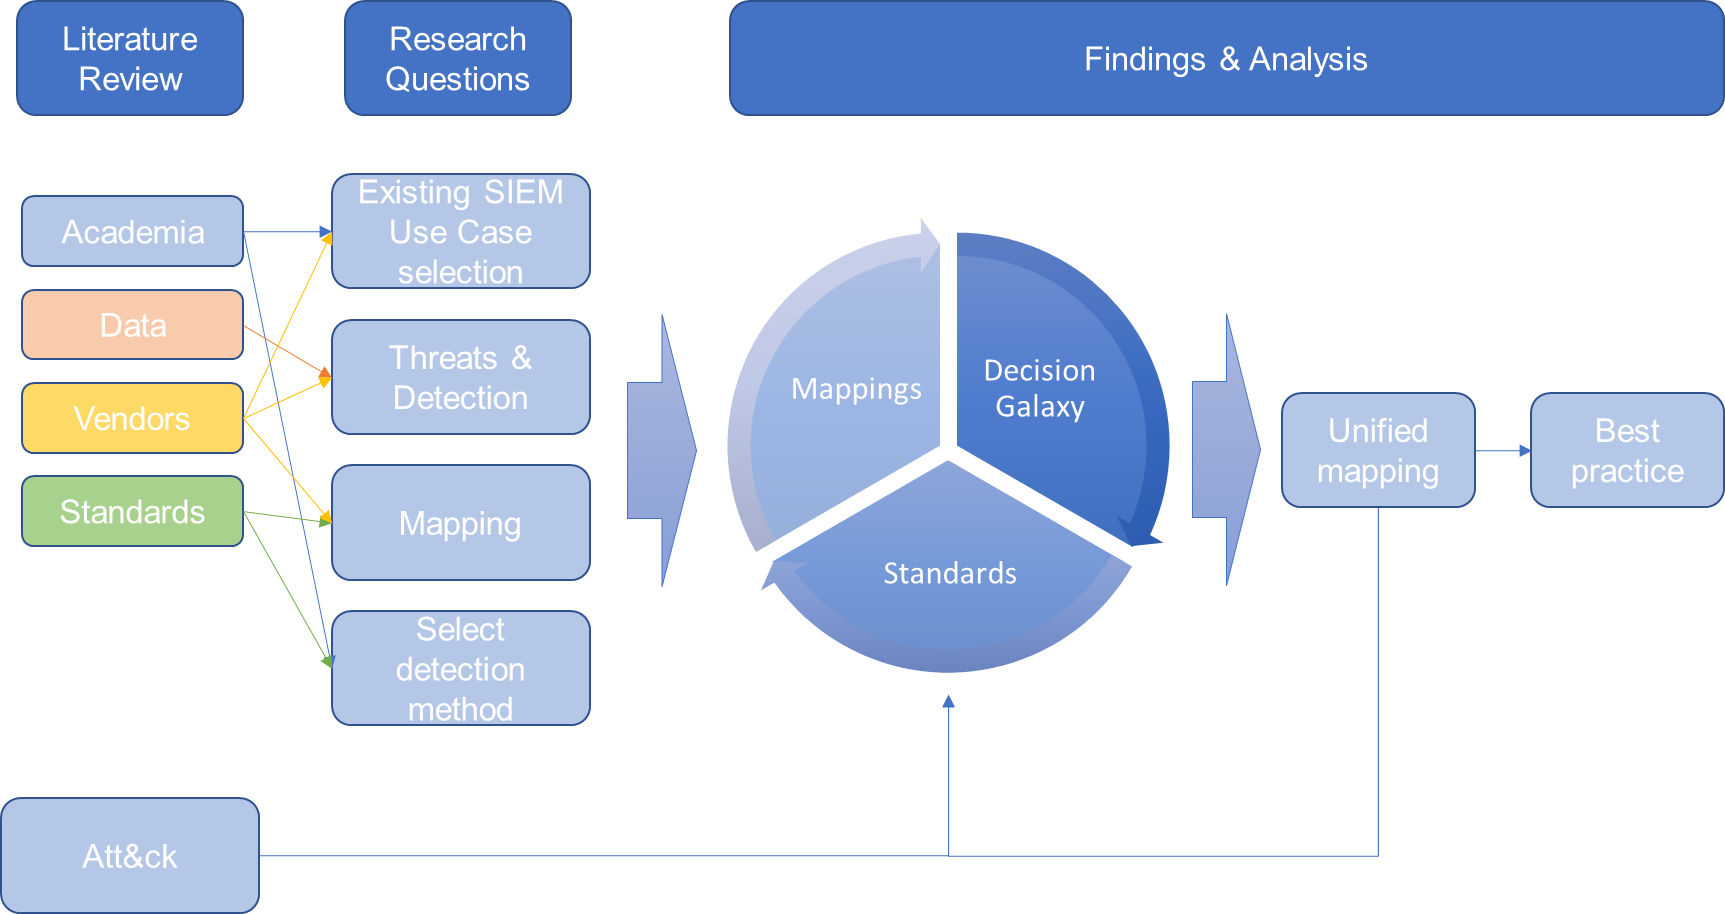 Literature
Review
Research
Questions
Findings & Analysis
Academia
Data
Vendors
Standards
Existing SIEM
Use Case
selection
Threats &
Detection
Mapping
Select
detection
method
Mappings
Decision
Galaxy
Standards
Unified
mapping
Best
practice
Att&ck